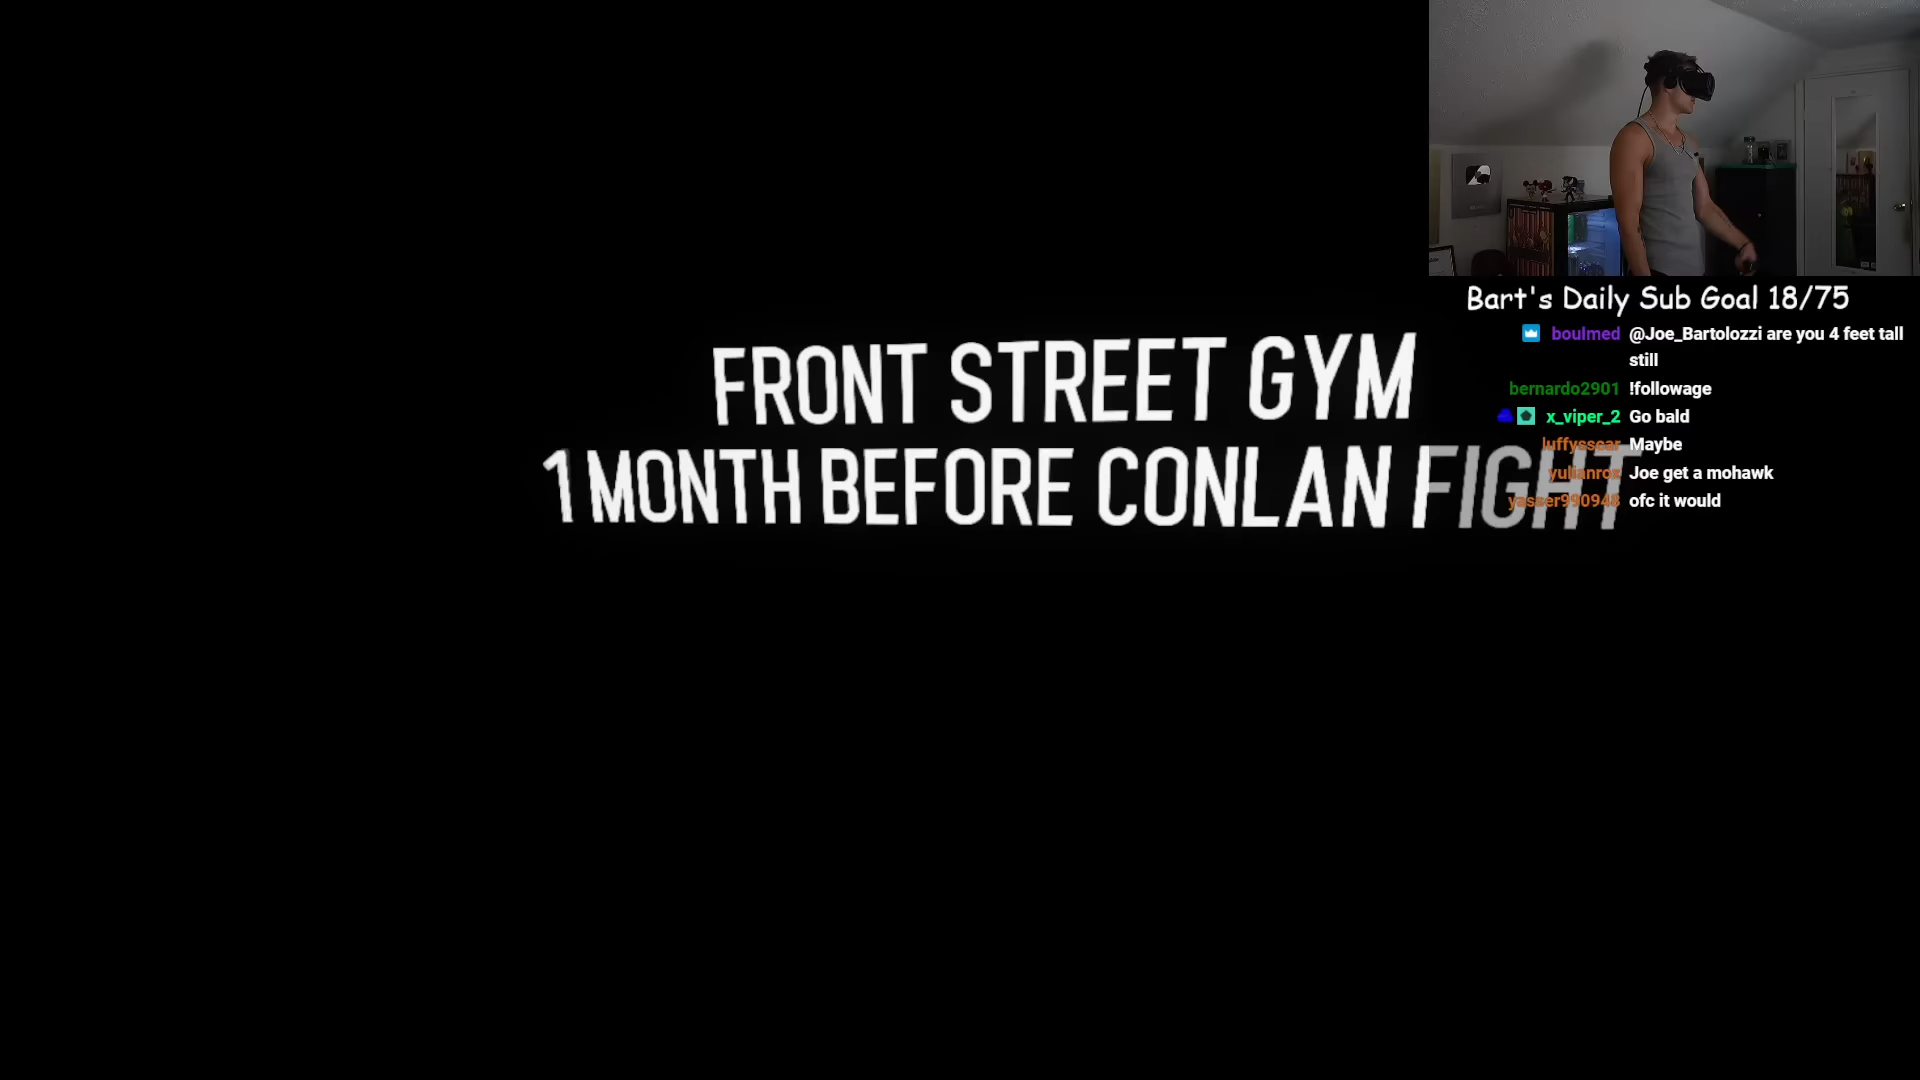 FRONT STREET GYM
1 MONTH BEFORE CONLAN FIGHT
Bart's Daily Sub Goal 18/75
boulmed @Joe_Bartolozzi are you 4 feet tall
still
bernardo2901 !followage
x_viper_2 Go bald
luffysscar Maybe
Joe get a mohawk
ofc it would